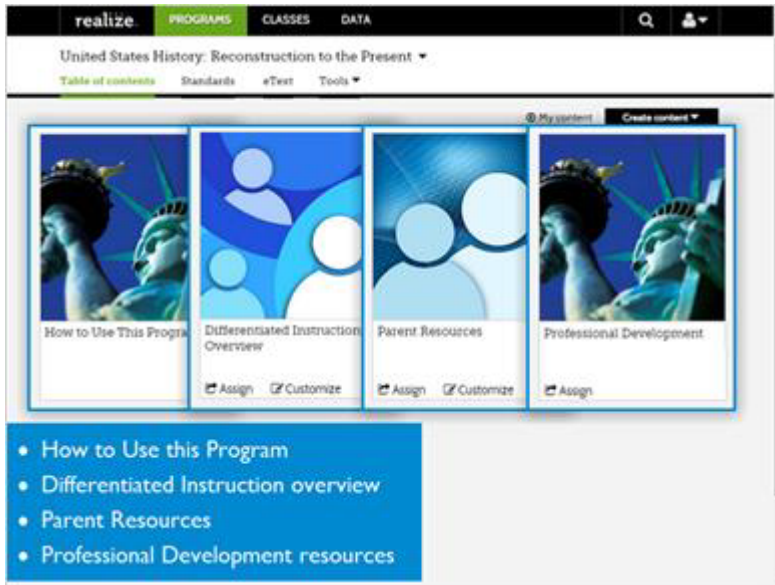 realize. PROGRAMS CLASSES DATA
United States History: Reconstruction to the Present
Table of contents Standards eText Tools
My content Create content
How to Use This Progra
Differentiated Instruction
Overview
Parent Resources
Professional Development
Assign Customize
Assign Customize
Assign
• How to Use this Program
• Differentiated Instruction overview
• Parent Resources
• Professional Development resources